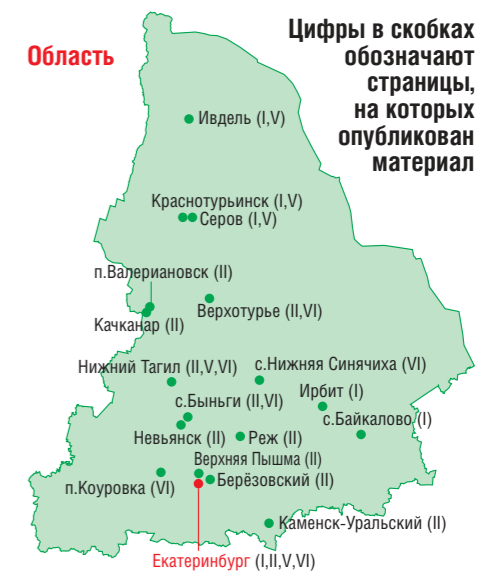 Область
Цифры в скобках
обозначают
страницы,
на которых
опубликован
материал
Ивдель (I,V)
Краснотурьинск (I,V)
Серов (I,V)
п.Валериановск (II)
Верхотурье (II,VI)
Качканар (II)
Нижний Тагил (II,V,VI)
с.Нижняя Синячиха (VI)
Ирбит (I)
с.Быньги (II,VI)
с.Байкалово (I)
Невьянск (II)
Реж (II)
Верхняя Пышма (II)
п.Коуровка (VI)
Берёзовский (II)
Каменск-Уральский (II)
Екатеринбург (I,II,V,VI)